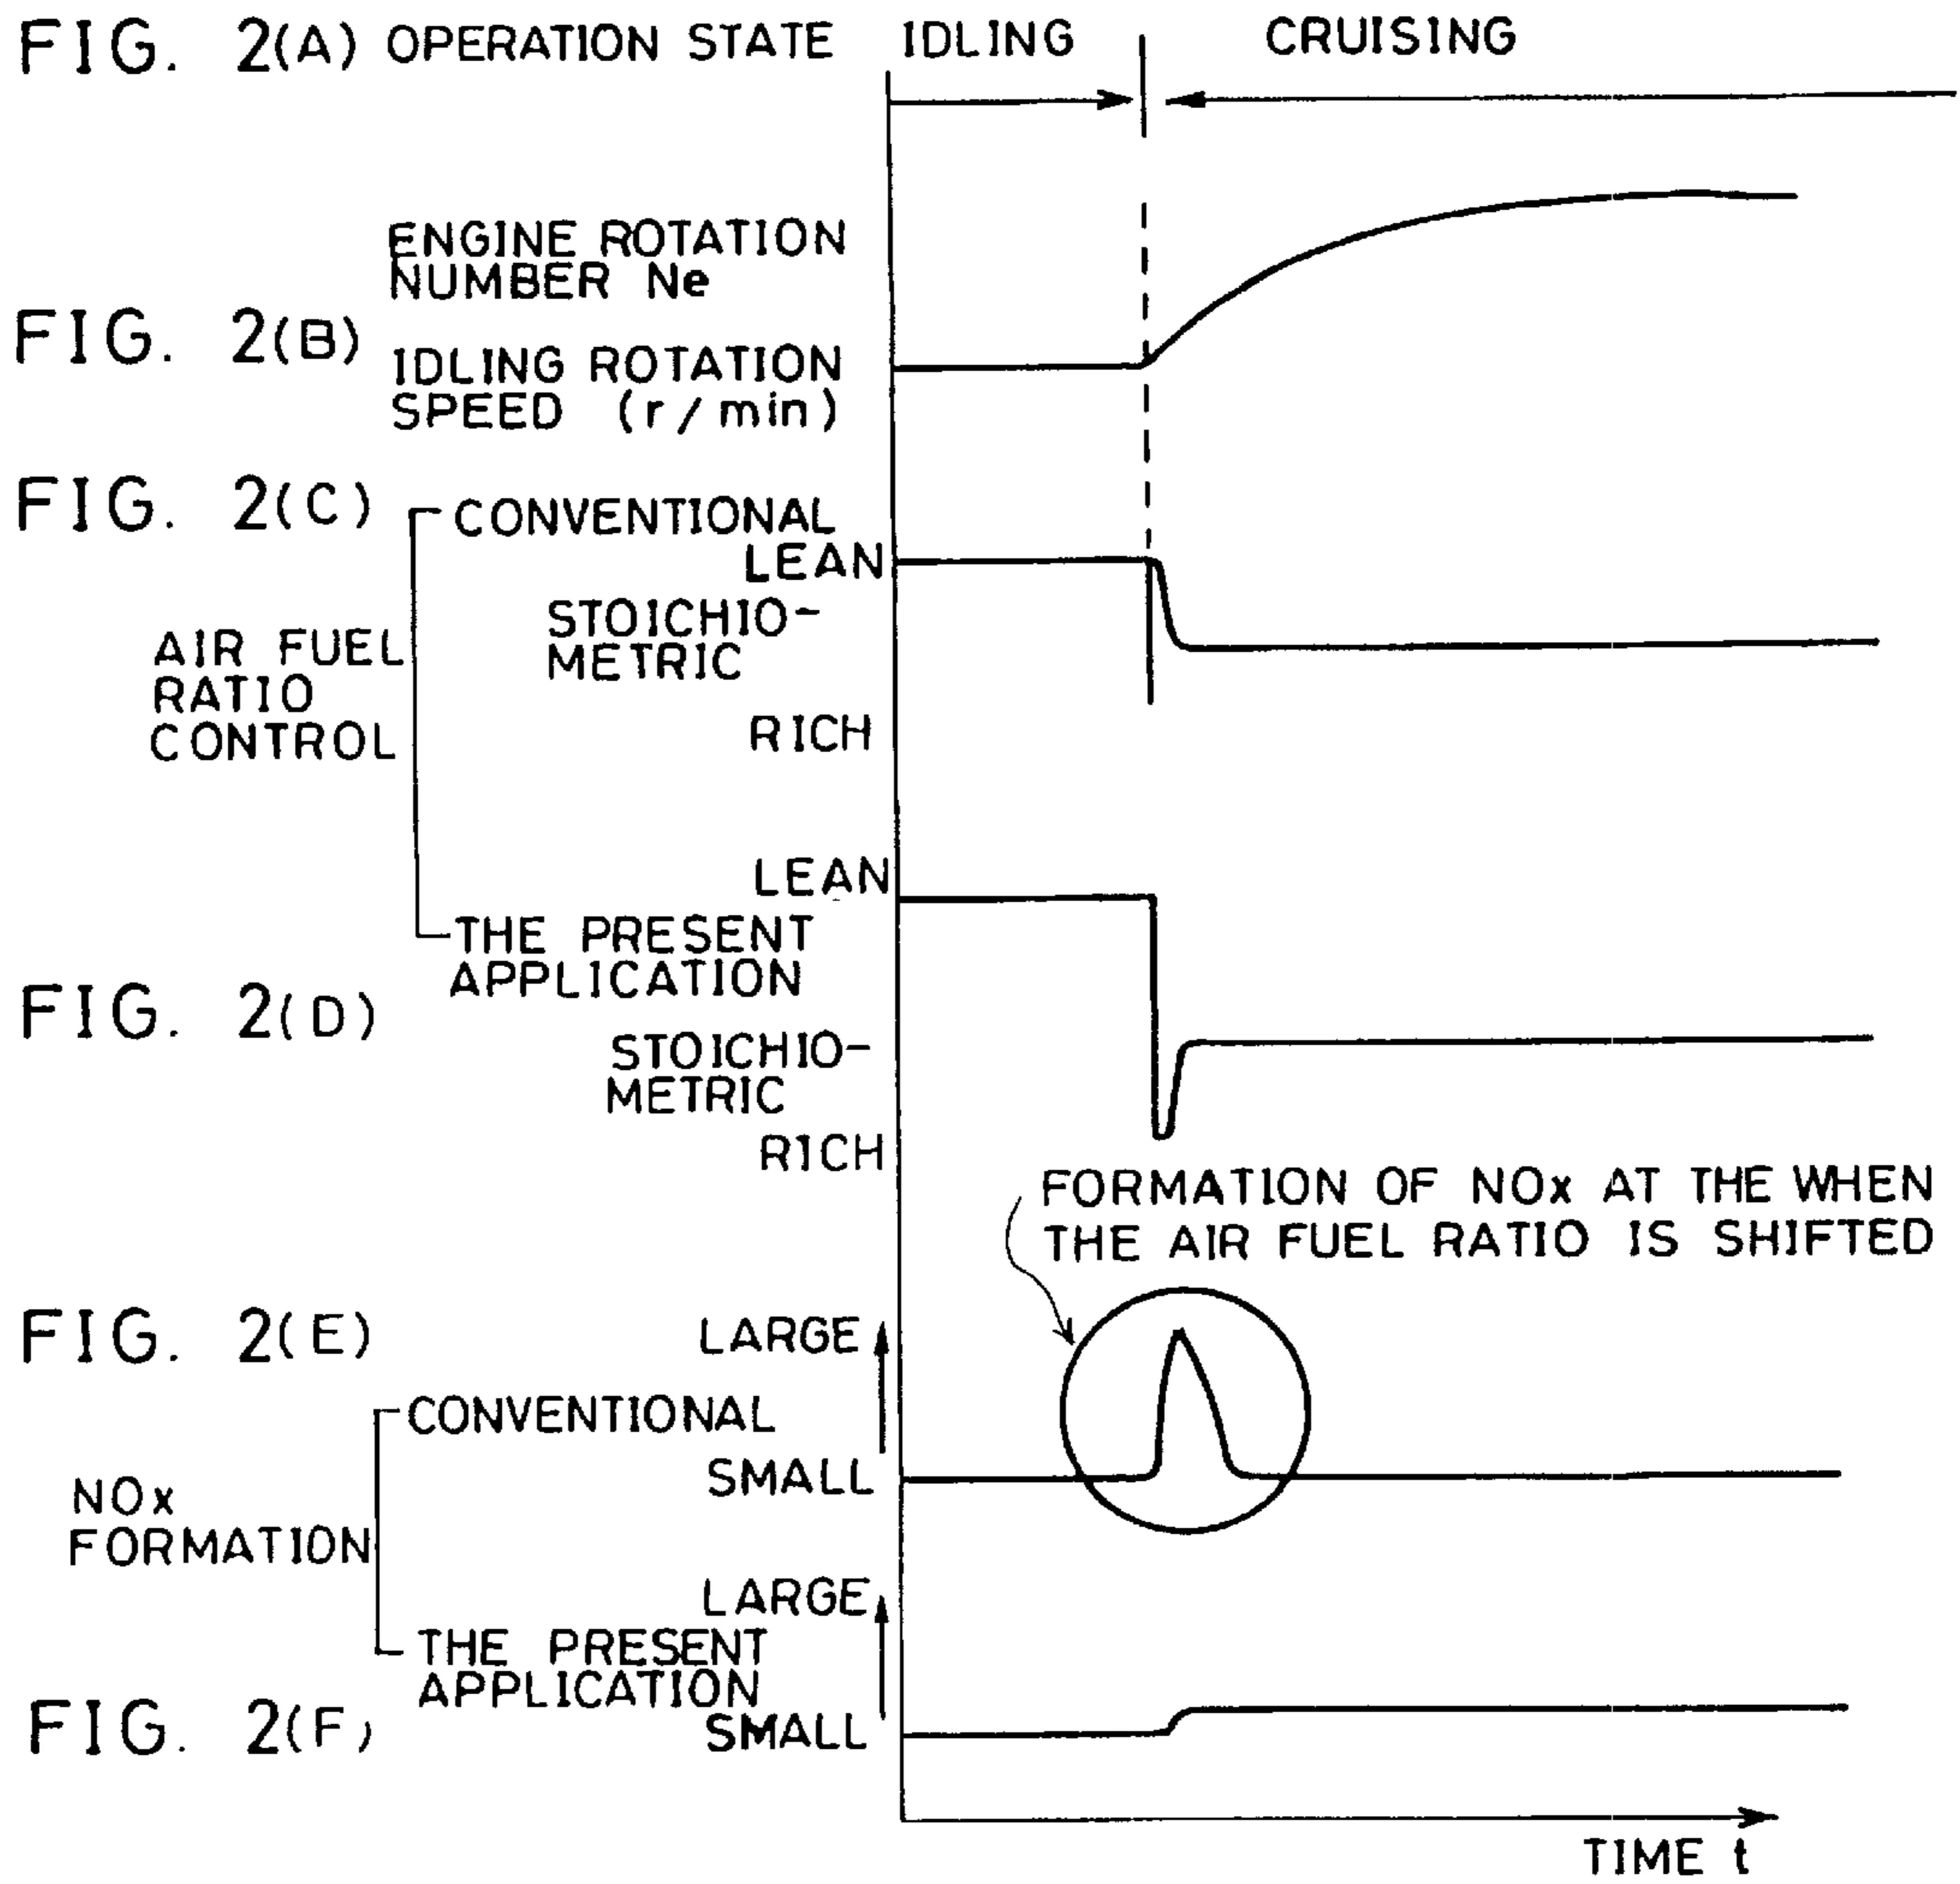 FIG. 2(A) OPERATION STATE IDLING CRUISING
ENGINE ROTATION
NUMBER Ne
FIG. 2(B)
IDLING ROTATION
SPEED (r/min)
FIG. 2(C)
CONVENTIONAL
LEAN
STOICHIO-
METRIC
AIR FUEL
RATIO
CONTROL
RICH
LEAN
THE PRESENT
APPLICATION
FIG. 2(D)
STOICHIO-
METRIC
RICH
FORMATION OF NOx AT THE WHEN
THE AIR FUEL RATIO IS SHIFTED
FIG. 2(E)
LARGE
CONVENTIONAL
SMALL
NOx
FORMATION
LARGE
THE PRESENT
APPLICATION
FIG. 2(F)
SMALL
TIME t